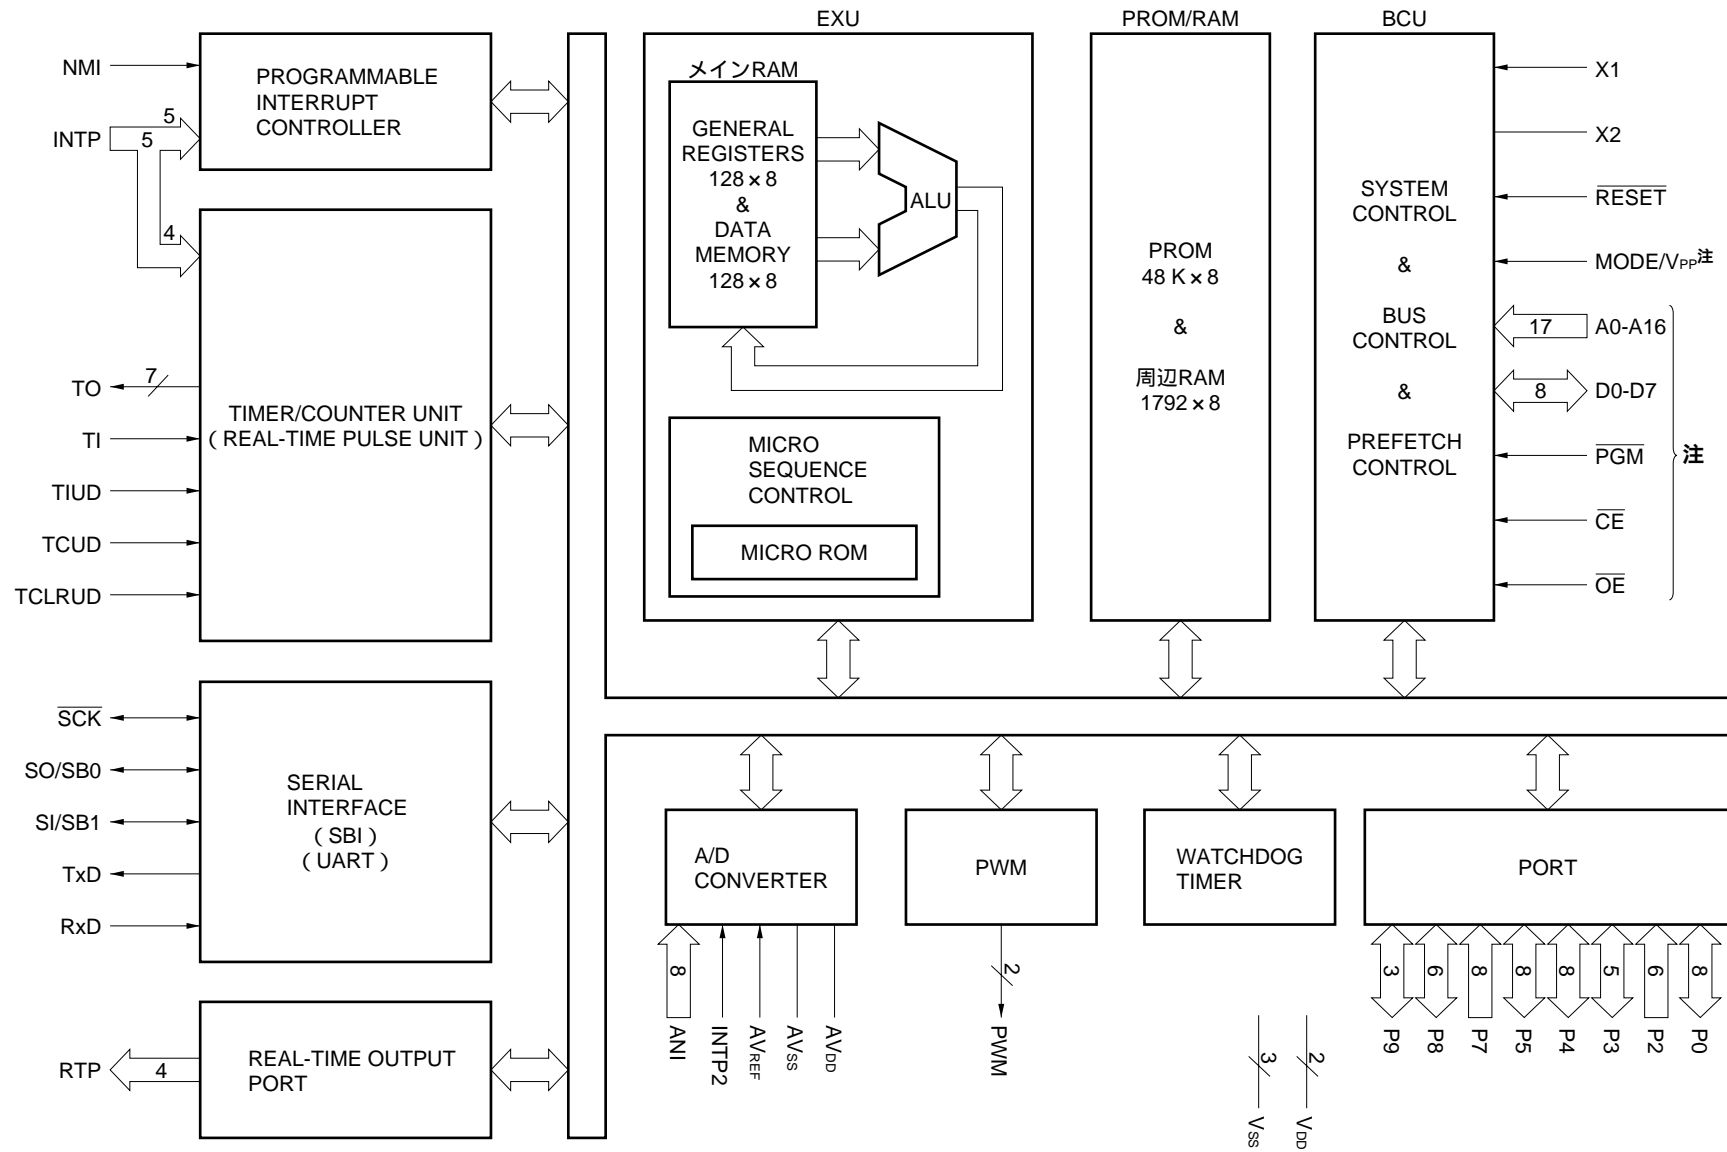 EXU
PROM/RAM
BCU
NMI
INTP
5
5
4
PROGRAMMABLE
INTERRUPT
CONTROLLER
TO
7
TI
TIUD
TCUD
TCLRUD
TIMER/COUNTER UNIT
( REAL-TIME PULSE UNIT )
SCK
SO/SB0
SI/SB1
TxD
RxD
SERIAL
INTERFACE
( SBI )
( UART )
RTP
4
REAL-TIME OUTPUT
PORT
メインRAM
GENERAL
REGISTERS
128×8
&
DATA
MEMORY
128×8
ALU
MICRO
SEQUENCE
CONTROL
MICRO ROM
PROM
48 K×8
&
周辺RAM
1792×8
SYSTEM
CONTROL
&
BUS
CONTROL
&
PREFETCH
CONTROL
X1
X2
RESET
MODE/VPP注
17
A0-A16
8
D0-D7
PGM
CE
OE
注
A/D
CONVERTER
8
ANI
INTP2
AVREF
AVSS
AVDD
PWM
2
PWM
WATCHDOG
TIMER
3
VSS
2
VDD
PORT
3
6
8
8
8
5
6
8
P9
P8
P7
P5
P4
P3
P2
P0